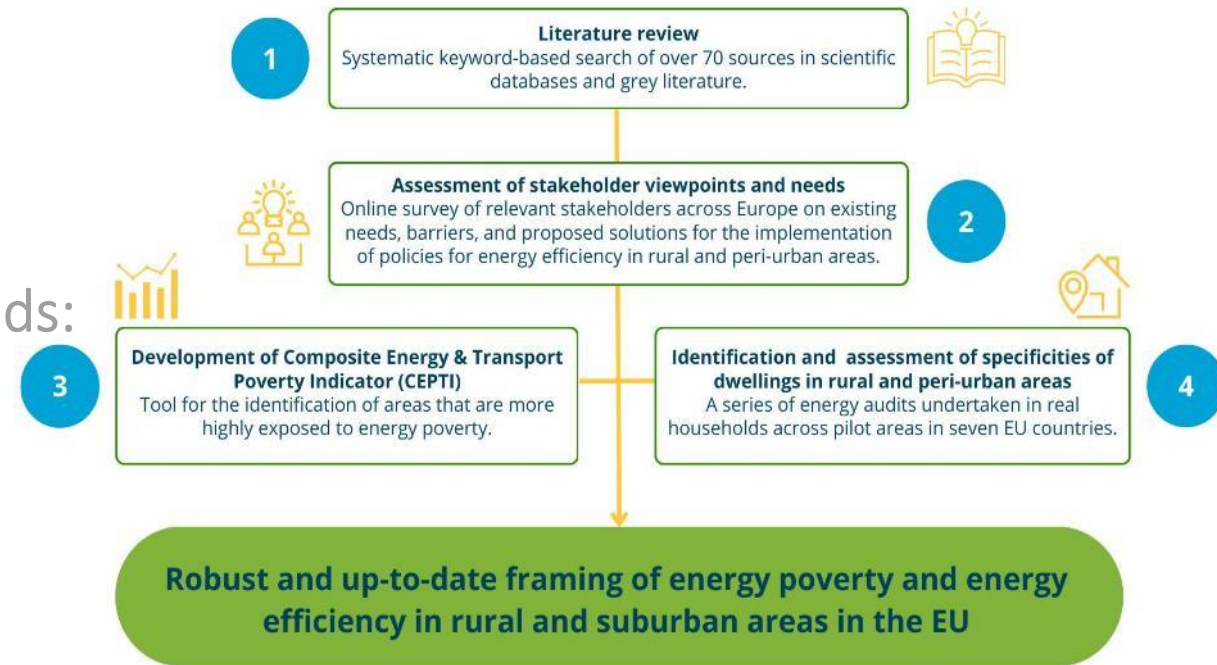 1
Literature review
Systematic keyword-based search of over 70 sources in scientific
databases and grey literature.
Assessment of stakeholder viewpoints and needs
Online survey of relevant stakeholders across Europe on existing
needs, barriers, and proposed solutions for the implementation
of policies for energy efficiency in rural and peri-urban areas.
2
ds:
3
Development of Composite Energy & Transport
Poverty Indicator (CEPTI)
Tool for the identification of areas that are more
highly exposed to energy poverty.
Identification and assessment of specificities of
dwellings in rural and peri-urban areas
A series of energy audits undertaken in real
households across pilot areas in seven EU countries.
4
Robust and up-to-date framing of energy poverty and energy
efficiency in rural and suburban areas in the EU